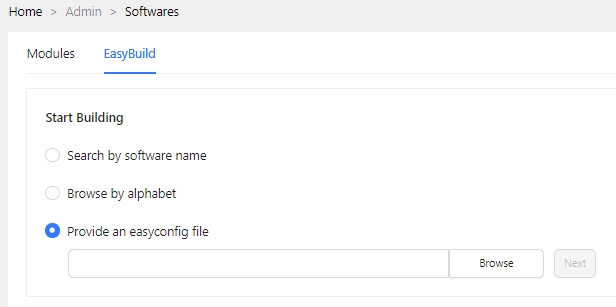 Home > Admin > Softwares
Modules EasyBuild
Start Building
Search by software name
Browse by alphabet
Provide an easyconfig file
Browse Next